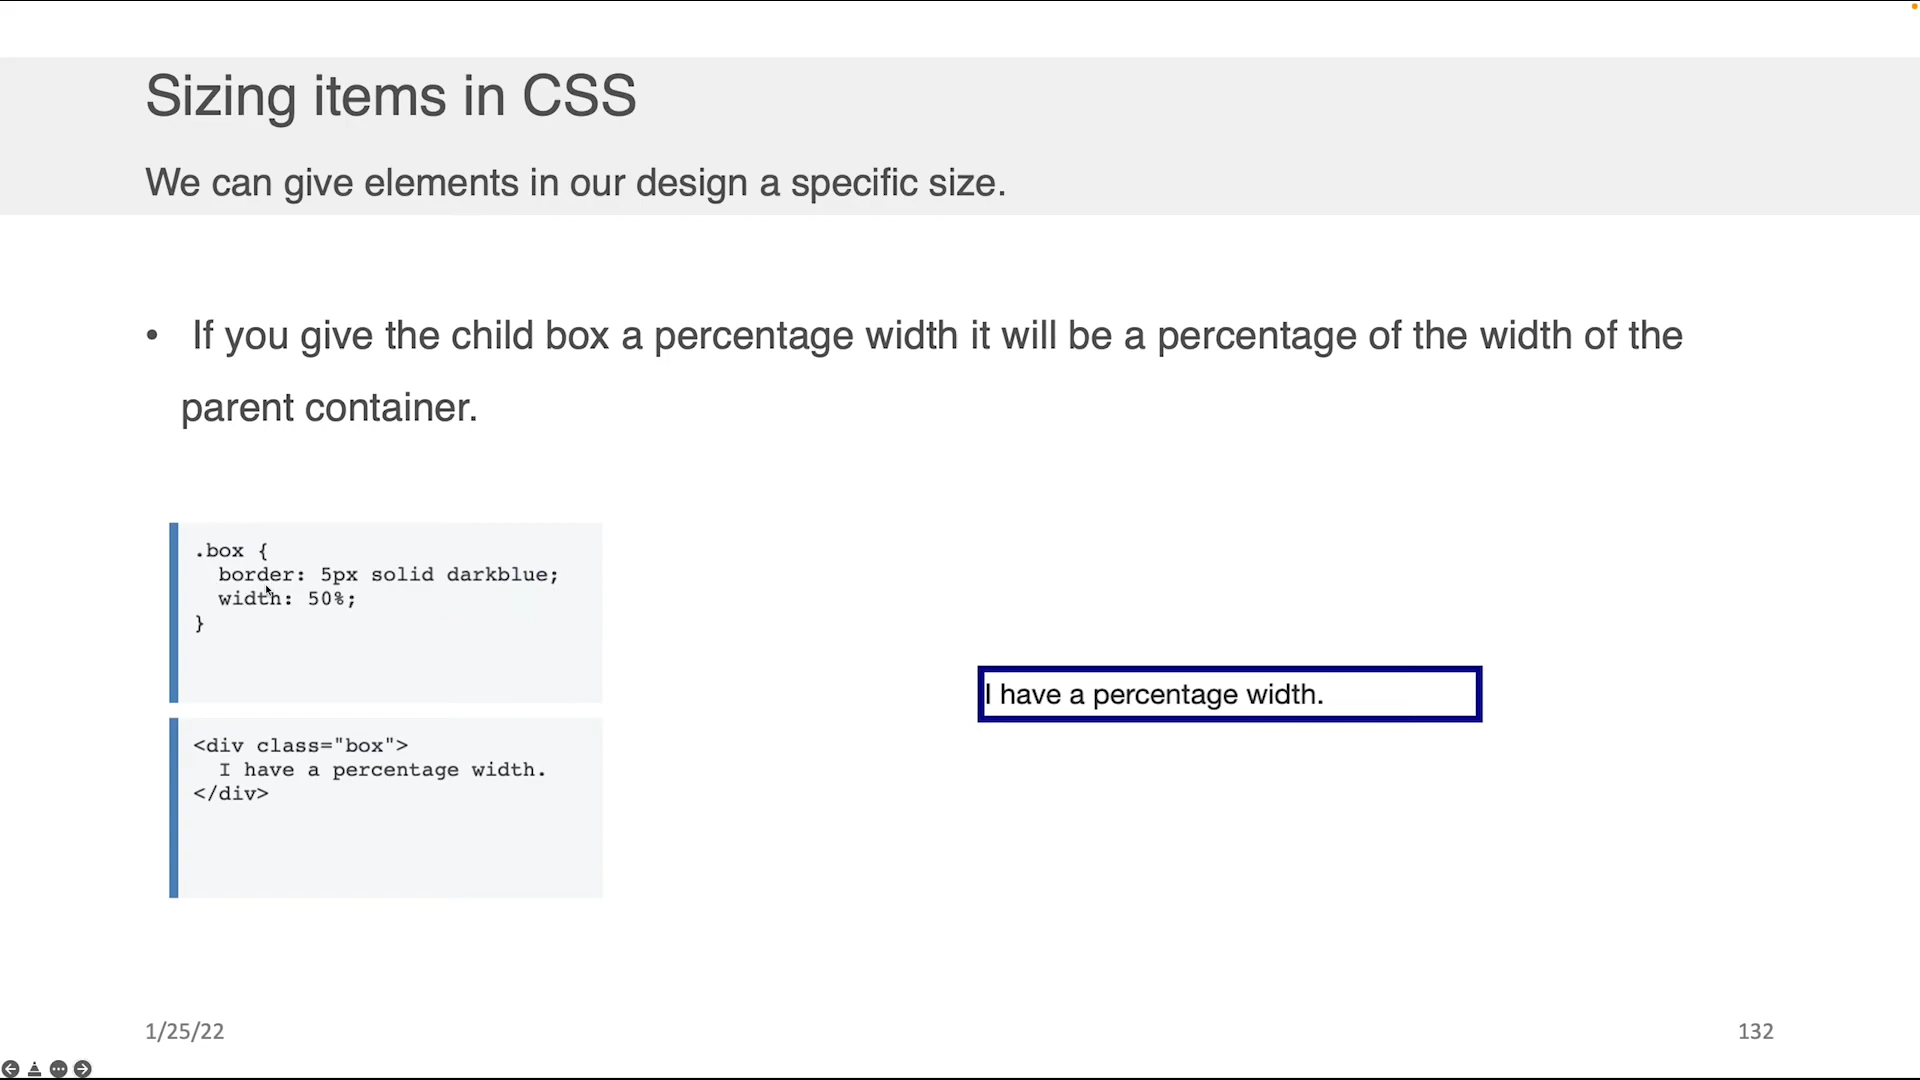 Sizing items in CSS
We can give elements in our design a specific size.
• If you give the child box a percentage width it will be a percentage of the width of the
parent container.
.box {
  border: 5px solid darkblue;
  width: 50%;
}
<div class="box">
  I have a percentage width.
</div>
I have a percentage width.
1/25/22
132